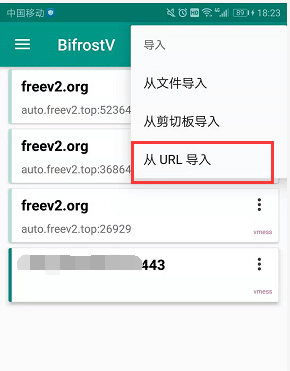 中国移动 HD 4G 89 18:23
BifrostV
导入
从文件导入
从剪切板导入
从 URL 导入
freev2.org
auto.freev2.top:52364
freev2.org
auto.freev2.top:36864
freev2.org
auto.freev2.top:26929
vmess
443
vmess